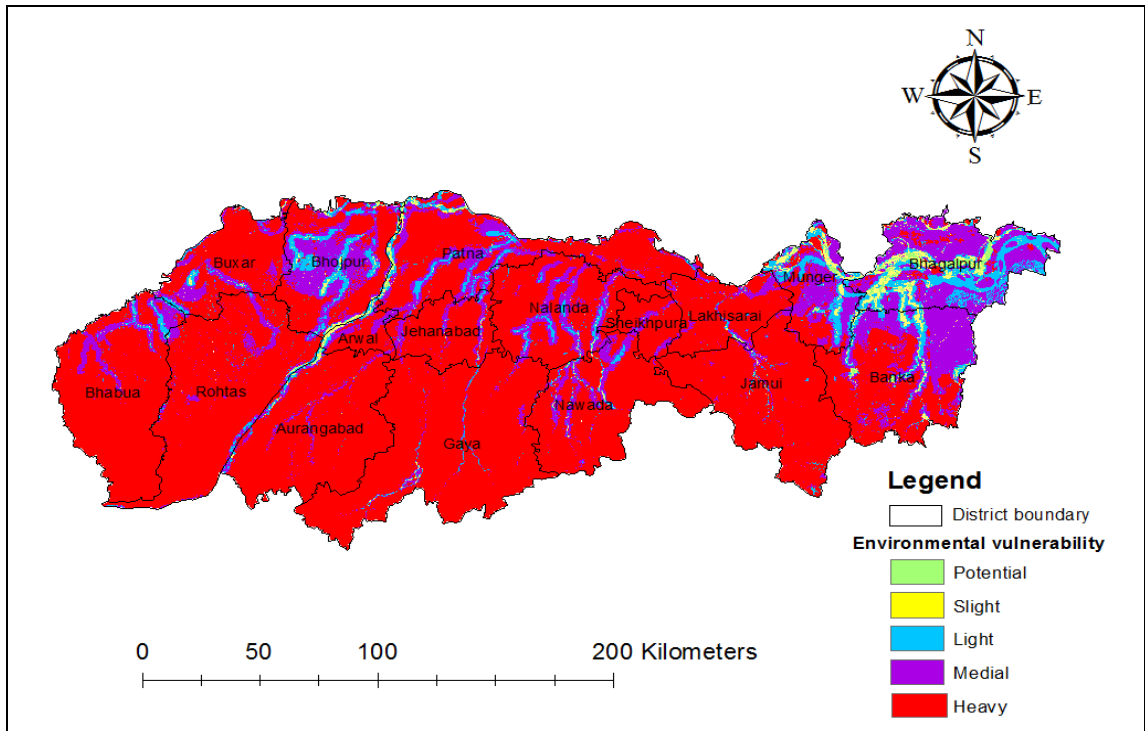 N
W E
S
Buxar
Bhojpur
Patna
Munger
Bhagalpur
Nalanda
Sheikhpura
Lakhisarai
Jehanabad
Arwal
Bhabua
Rohtas
Jamui
Banka
Nawada
Aurangabad
Gaya
Legend
District boundary
Environmental vulnerability
Potential
Slight
Light
Medial
Heavy
0 50 100 200 Kilometers